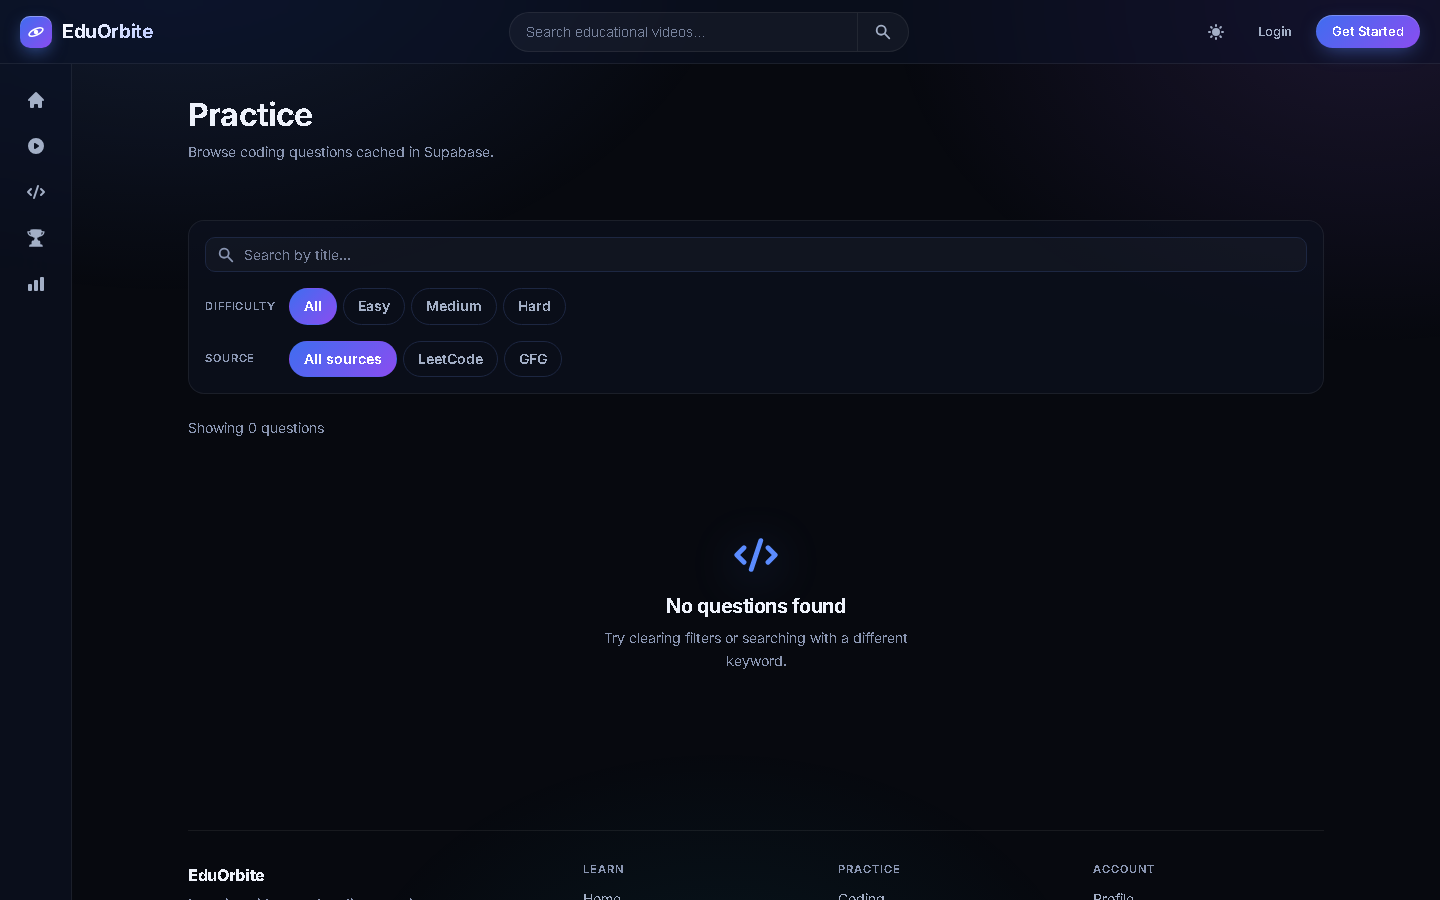 EduOrbite
Search educational videos...
Login
Get Started
Practice
Browse coding questions cached in Supabase.
Search by title...
DIFFICULTY
All
Easy
Medium
Hard
SOURCE
All sources
LeetCode
GFG
Showing 0 questions
No questions found
Try clearing filters or searching with a different
keyword.
EduOrbite
LEARN
PRACTICE
ACCOUNT
Home
Coding
Profile